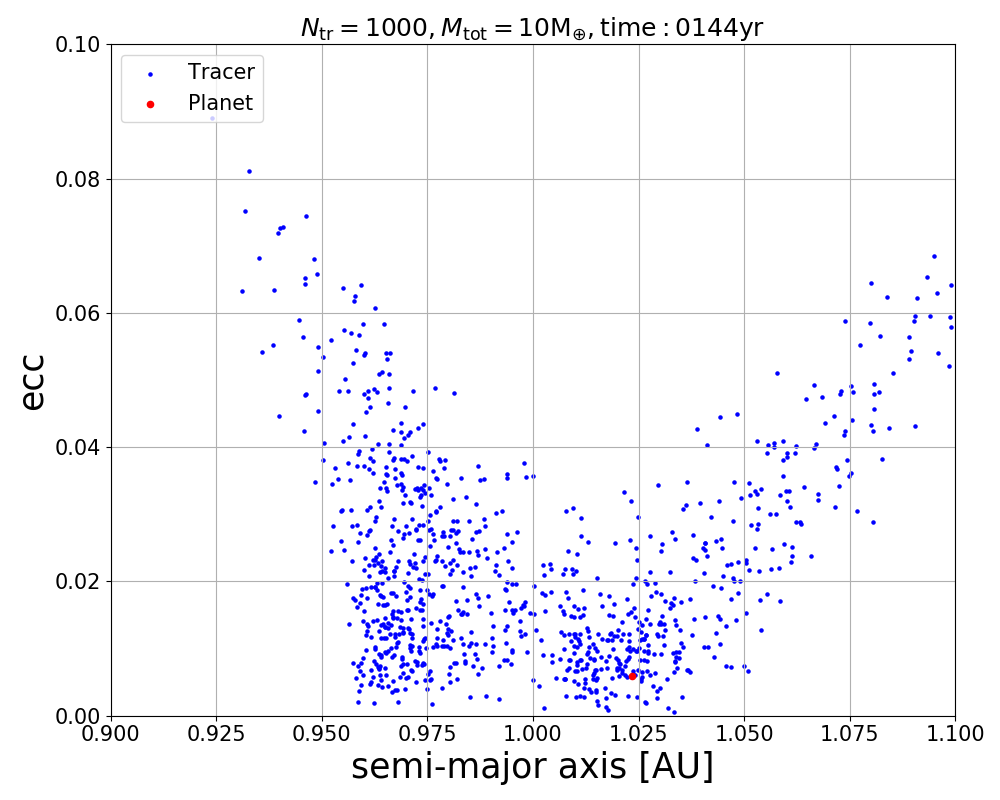 N_tr = 1000, M_tot = 10M_⊕, time : 0144yr
0.10
Tracer
Planet
0.08
0.06
ecc
0.04
0.02
0.00
0.900 0.925 0.950 0.975 1.000 1.025 1.050 1.075 1.100
semi-major axis [AU]